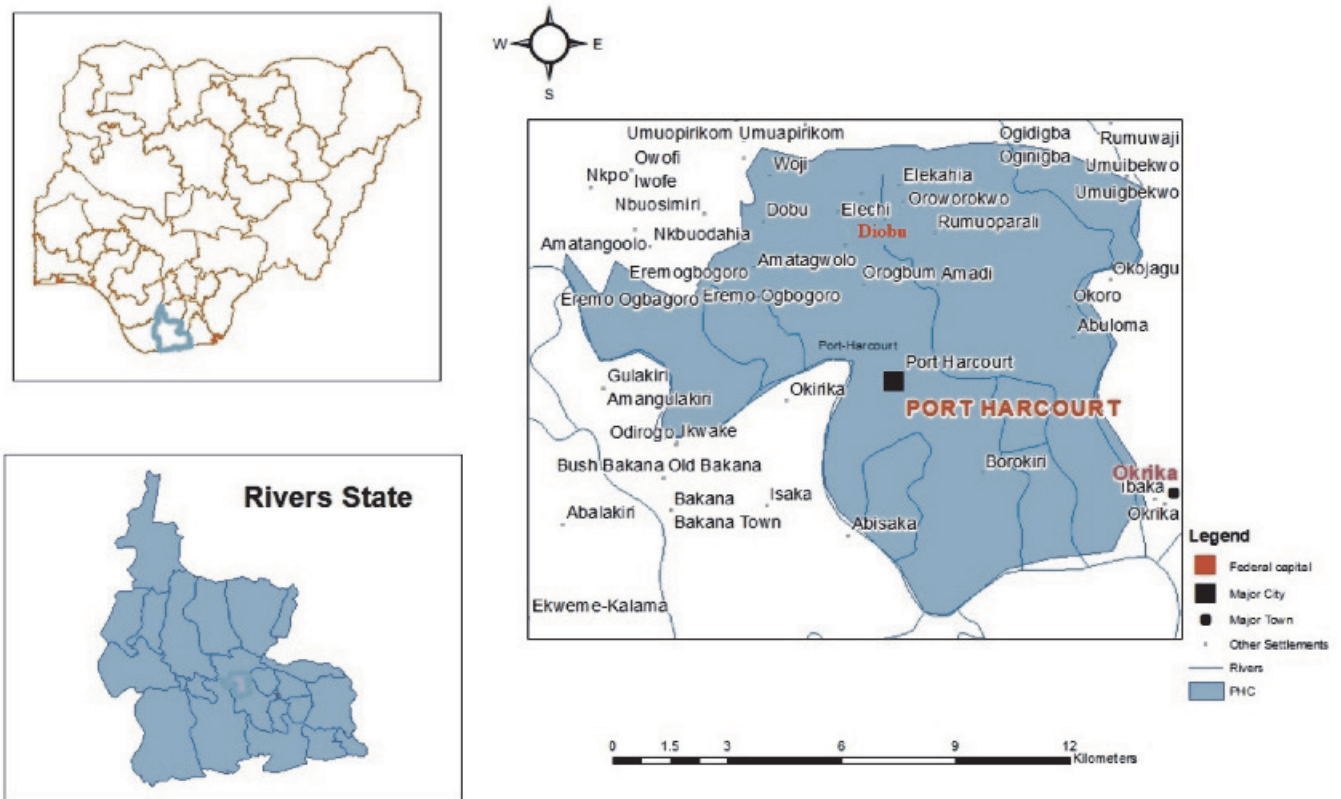 W E
S
Umuopirikom Umuapirikom
Ogidigba
Rumuwaji
Owofi
Woji
Oginigba
Umuibekwo
Nkpo
Iwofe
Elekahia
Umuigbekwo
Nbuosimiri
Dobu
Elechi
Oroworokwo
Rumuoparali
Amatangoolo
Nkbuodahia
Diobu
Eremogbogoro
Amatagwolo
Orogbum
Amadi
Okojagu
Eremo Ogbagoro
Eremo-Ogbogoro
Okoro
Abuloma
Port-Harcourt
Port Harcourt
Gulakiri
Amangulakiri
Okirika
PORT HARCOURT
Odirogo
Ikwake
Bush Bakana
Old Bakana
Borokiri
Okrika
Ibaka
Okrika
Abalakiri
Bakana
Bakana Town
Isaka
Abisaka
Ekweme-Kalama
Rivers State
Legend
Federal capital
Major City
Major Town
Other Settlements
Rivers
PHC
0 1.5 3 6 9 12
Kilometers